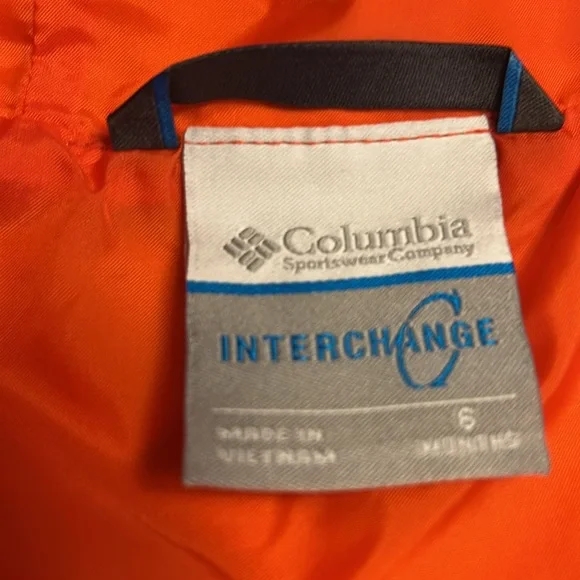 Columbia
Sportswear Company
INTERCHANGE
MADE IN
VIETNAM
6
MONTHS